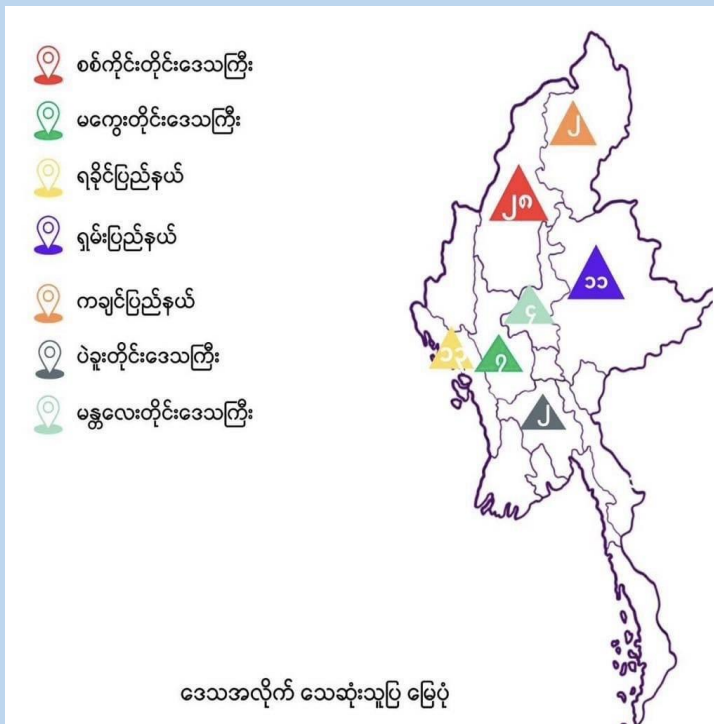 စစ်ကိုင်းတိုင်းဒေသကြီး
မကွေးတိုင်းဒေသကြီး
ရခိုင်ပြည်နယ်
ရှမ်းပြည်နယ်
ကချင်ပြည်နယ်
ပဲခူးတိုင်းဒေသကြီး
မန္တလေးတိုင်းဒေသကြီး
၂
၂၈
၁၁
၄
၁၃
၇
၂
ဒေသအလိုက် သေဆုံးသူပြ မြေပုံ